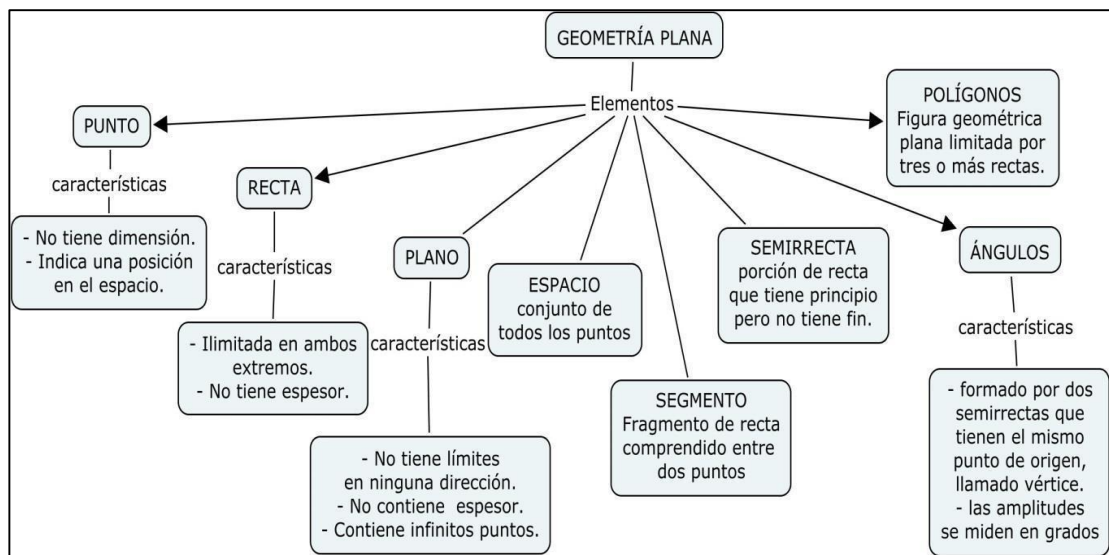 GEOMETRÍA PLANA
Elementos
PUNTO
características
- No tiene dimensión.
- Indica una posición
en el espacio.
RECTA
características
- Ilimitada en ambos
extremos.
- No tiene espesor.
PLANO
características
- No tiene límites
en ninguna dirección.
- No contiene espesor.
- Contiene infinitos puntos.
ESPACIO
conjunto de
todos los puntos
SEGMENTO
Fragmento de recta
comprendido entre
dos puntos
SEMIRRECTA
porción de recta
que tiene principio
pero no tiene fin.
POLÍGONOS
Figura geométrica
plana limitada por
tres o más rectas.
ÁNGULOS
características
- formado por dos
semirrectas que
tienen el mismo
punto de origen,
llamado vértice.
- las amplitudes
se miden en grados